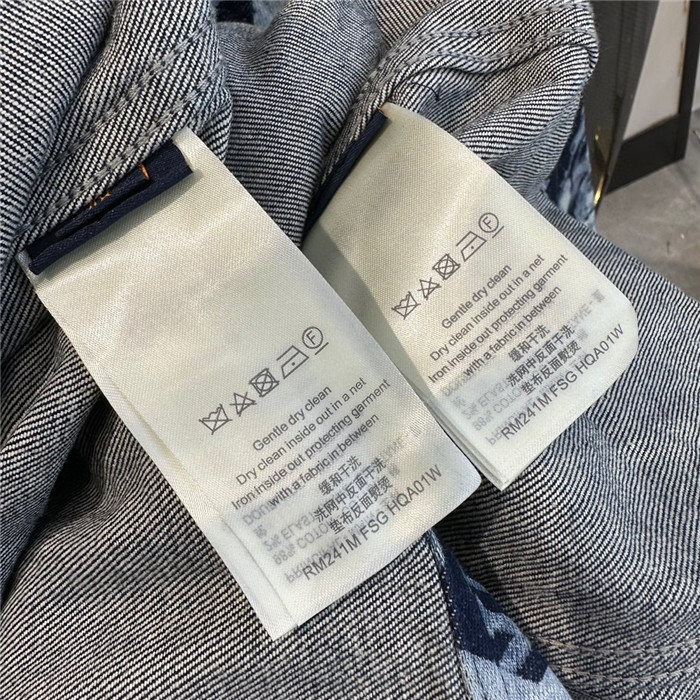 F
Gentle dry clean
Dry clean inside out in a net
Iron inside out protecting garment
with a fabric in between
缓和干洗
洗网中反面干洗
垫布反面熨烫
RM241M FSG HQA01W
F
Gentle dry clean
Dry clean inside out in a net
Iron inside out protecting garment
with a fabric in between
缓和干洗
洗网中反面干洗
垫布反面熨烫
RM241M FSG HQA01W